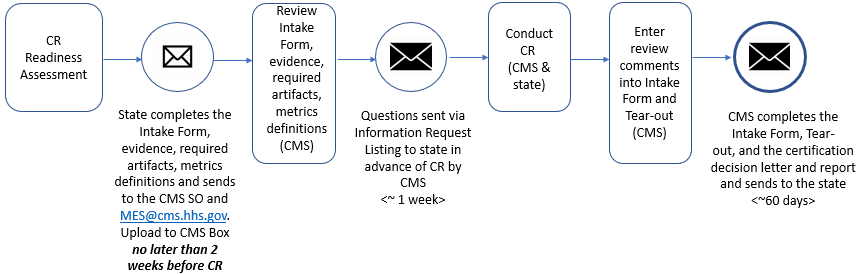 CR
Readiness
Assessment
State completes the
Intake Form,
evidence, required
artifacts, metrics
definitions and sends
to the CMS SO and
MES@cms.hhs.gov.
Upload to CMS Box
no later than 2
weeks before CR
Review
Intake
Form,
evidence,
required
artifacts,
metrics
definitions
(CMS)
Questions sent via
Information Request
Listing to state in
advance of CR by
CMS
<~ 1 week>
Conduct
CR
(CMS &
state)
Enter
review
comments
into Intake
Form and
Tear-out
(CMS)
CMS completes the
Intake Form, Tear-
out, and the certification
decision letter and report
and sends to the state
<~60 days>